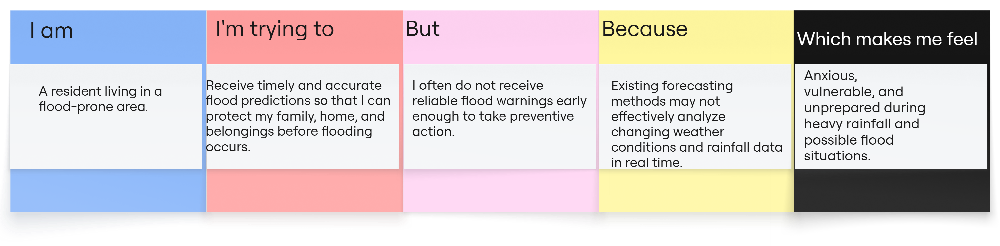 I am
A resident living in a
flood-prone area.
I'm trying to
Receive timely and accurate
flood predictions so that I can
protect my family, home, and
belongings before flooding
occurs.
But
I often do not receive
reliable flood warnings early
enough to take preventive
action.
Because
Existing forecasting
methods may not
effectively analyze
changing weather
conditions and rainfall data
in real time.
Which makes me feel
Anxious,
vulnerable, and
unprepared during
heavy rainfall and
possible flood
situations.